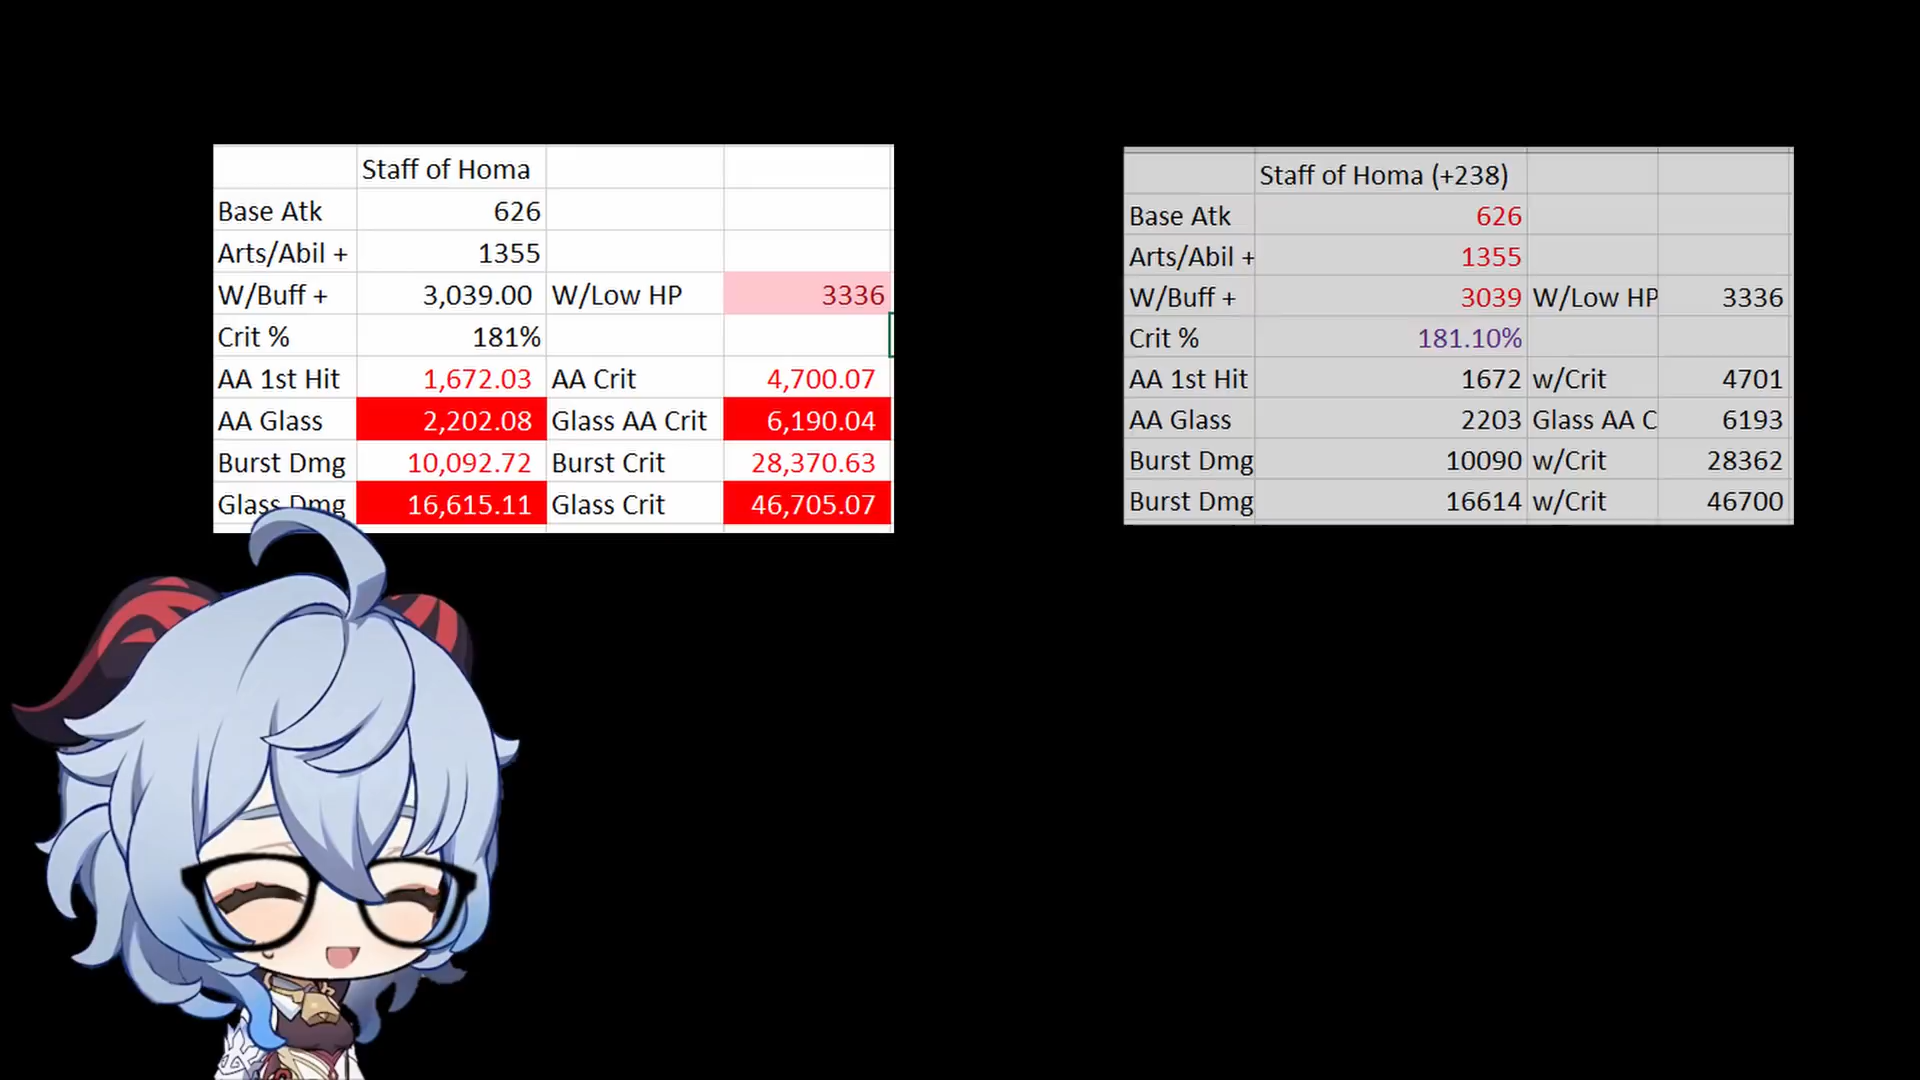 Staff of Homa
Base Atk 626
Arts/Abil + 1355
W/Buff + 3,039.00 W/Low HP 3336
Crit % 181%
AA 1st Hit 1,672.03 AA Crit 4,700.07
AA Glass 2,202.08 Glass AA Crit 6,190.04
Burst Dmg 10,092.72 Burst Crit 28,370.63
Glass Dmg 16,615.11 Glass Crit 46,705.07
Staff of Homa (+238)
Base Atk 626
Arts/Abil + 1355
W/Buff + 3039 W/Low HP 3336
Crit % 181.10%
AA 1st Hit 1672 w/Crit 4701
AA Glass 2203 Glass AA C 6193
Burst Dmg 10090 w/Crit 28362
Burst Dmg 16614 w/Crit 46700